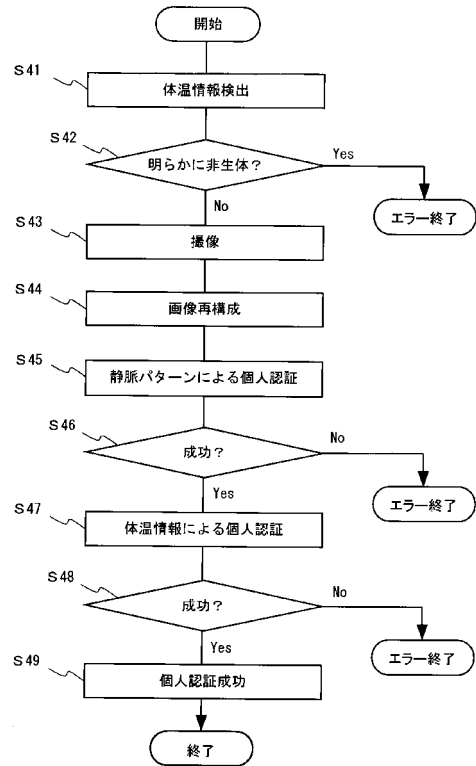 開始
S41
体温情報検出
S42
明らかに非生体？
Yes
エラー終了
No
S43
撮像
S44
画像再構成
S45
静脈パターンによる個人認証
S46
成功？
No
エラー終了
Yes
S47
体温情報による個人認証
S48
成功？
No
エラー終了
Yes
S49
個人認証成功
終了